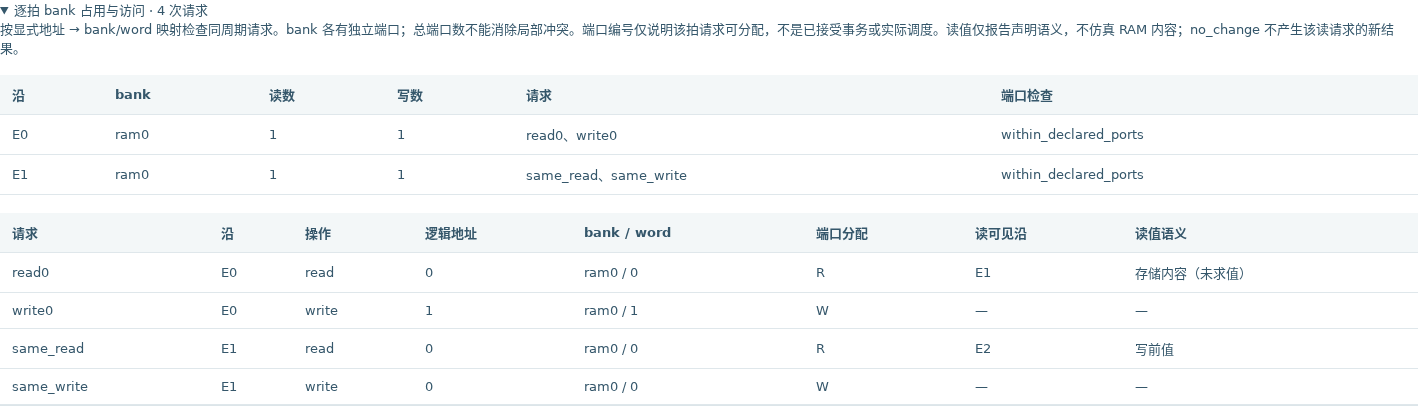 ▼ 逐拍 bank 占用与访问 · 4 次请求
按显式地址 → bank/word 映射检查同周期请求。bank 各有独立端口；总端口数不能消除局部冲突。端口编号仅说明该拍请求可分配，不是已接受事务或实际调度。读值仅报告声明语义，不仿真 RAM 内容；no_change 不产生该读请求的新结
果。
沿 bank 读数 写数 请求 端口检查
E0 ram0 1 1 read0、write0 within_declared_ports
E1 ram0 1 1 same_read、same_write within_declared_ports
请求 沿 操作 逻辑地址 bank / word 端口分配 读可见沿 读值语义
read0 E0 read 0 ram0 / 0 R E1 存储内容（未求值）
write0 E0 write 1 ram0 / 1 W — —
same_read E1 read 0 ram0 / 0 R E2 写前值
same_write E1 write 0 ram0 / 0 W — —